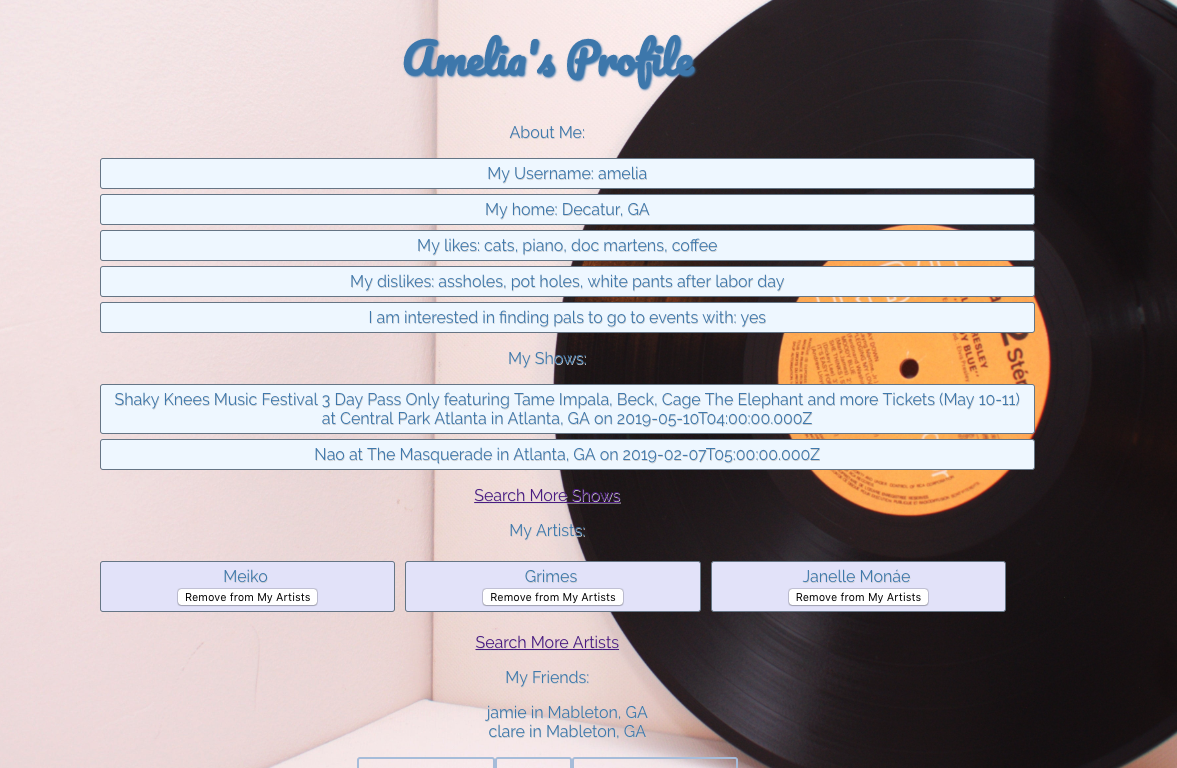 Amelia's Profile
About Me:
My Username: amelia
My home: Decatur, GA
My likes: cats, piano, doc martens, coffee
My dislikes: assholes, pot holes, white pants after labor day
I am interested in finding pals to go to events with: yes
My Shows:
Shaky Knees Music Festival 3 Day Pass Only featuring Tame Impala, Beck, Cage The Elephant and more Tickets (May 10-11)
at Central Park Atlanta in Atlanta, GA on 2019-05-10T04:00:00.000Z
Nao at The Masquerade in Atlanta, GA on 2019-02-07T05:00:00.000Z
Search More Shows
My Artists:
Meiko
Remove from My Artists
Grimes
Remove from My Artists
Janelle Monáe
Remove from My Artists
Search More Artists
My Friends:
jamie in Mableton, GA
clare in Mableton, GA